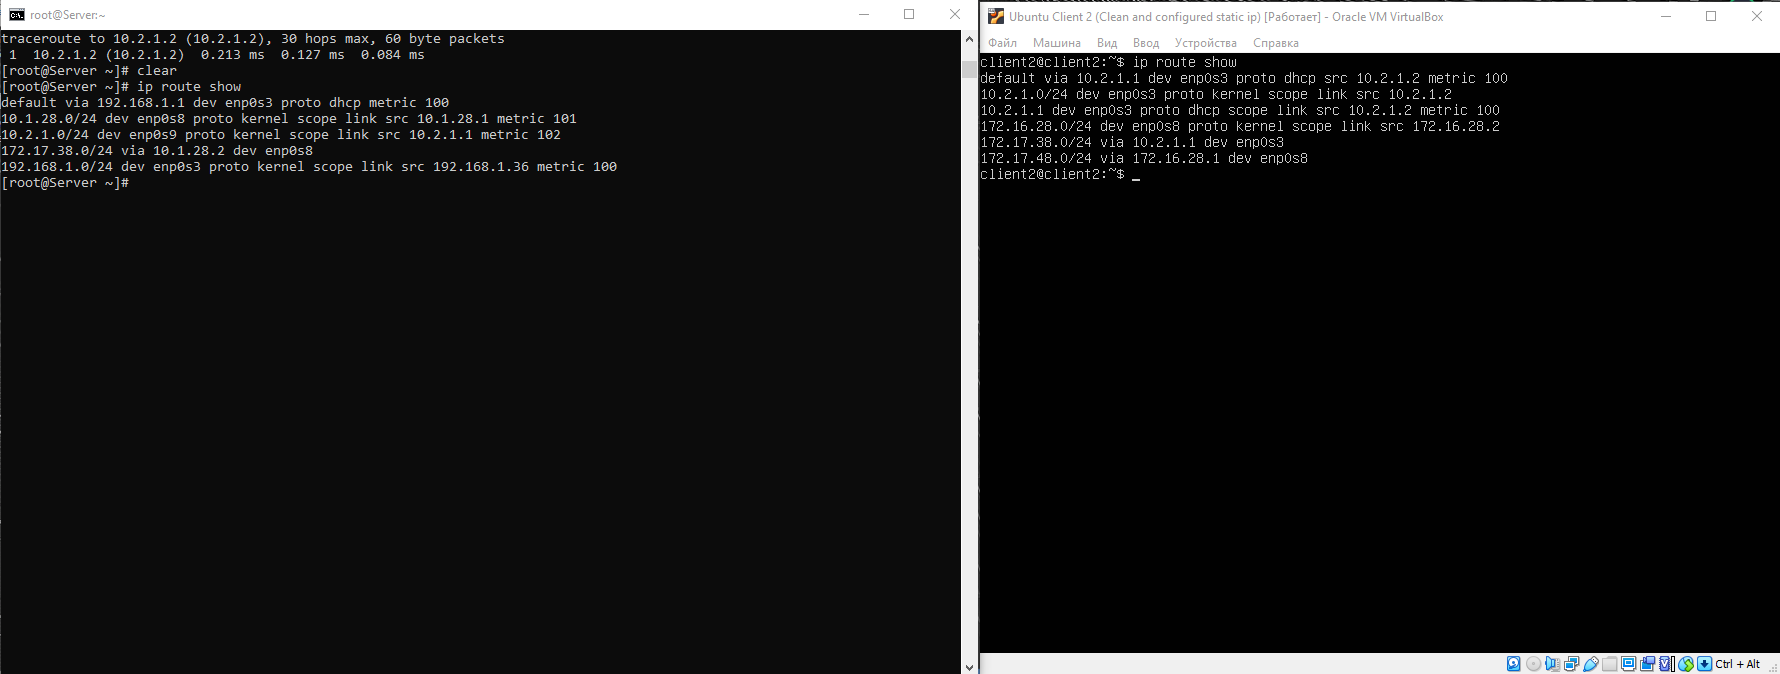 root@Server:~
traceroute to 10.2.1.2 (10.2.1.2), 30 hops max, 60 byte packets
 1  10.2.1.2 (10.2.1.2)  0.213 ms  0.127 ms  0.084 ms
[root@Server ~]# clear
[root@Server ~]# ip route show
default via 192.168.1.1 dev enp0s3 proto dhcp metric 100
10.1.28.0/24 dev enp0s8 proto kernel scope link src 10.1.28.1 metric 101
10.2.1.0/24 dev enp0s9 proto kernel scope link src 10.2.1.1 metric 102
172.17.38.0/24 via 10.1.28.2 dev enp0s8
192.168.1.0/24 dev enp0s3 proto kernel scope link src 192.168.1.36 metric 100
[root@Server ~]#
Ubuntu Client 2 (Clean and configured static ip) [Работает] - Oracle VM VirtualBox
Файл Машина Вид Ввод Устройства Справка
client2@client2:~$ ip route show
default via 10.2.1.1 dev enp0s3 proto dhcp src 10.2.1.2 metric 100
10.2.1.0/24 dev enp0s3 proto kernel scope link src 10.2.1.2
10.2.1.1 dev enp0s3 proto dhcp scope link src 10.2.1.2 metric 100
172.16.28.0/24 dev enp0s8 proto kernel scope link src 172.16.28.2
172.17.38.0/24 via 10.2.1.1 dev enp0s3
172.17.48.0/24 via 172.16.28.1 dev enp0s8
client2@client2:~$ _
Ctrl + Alt